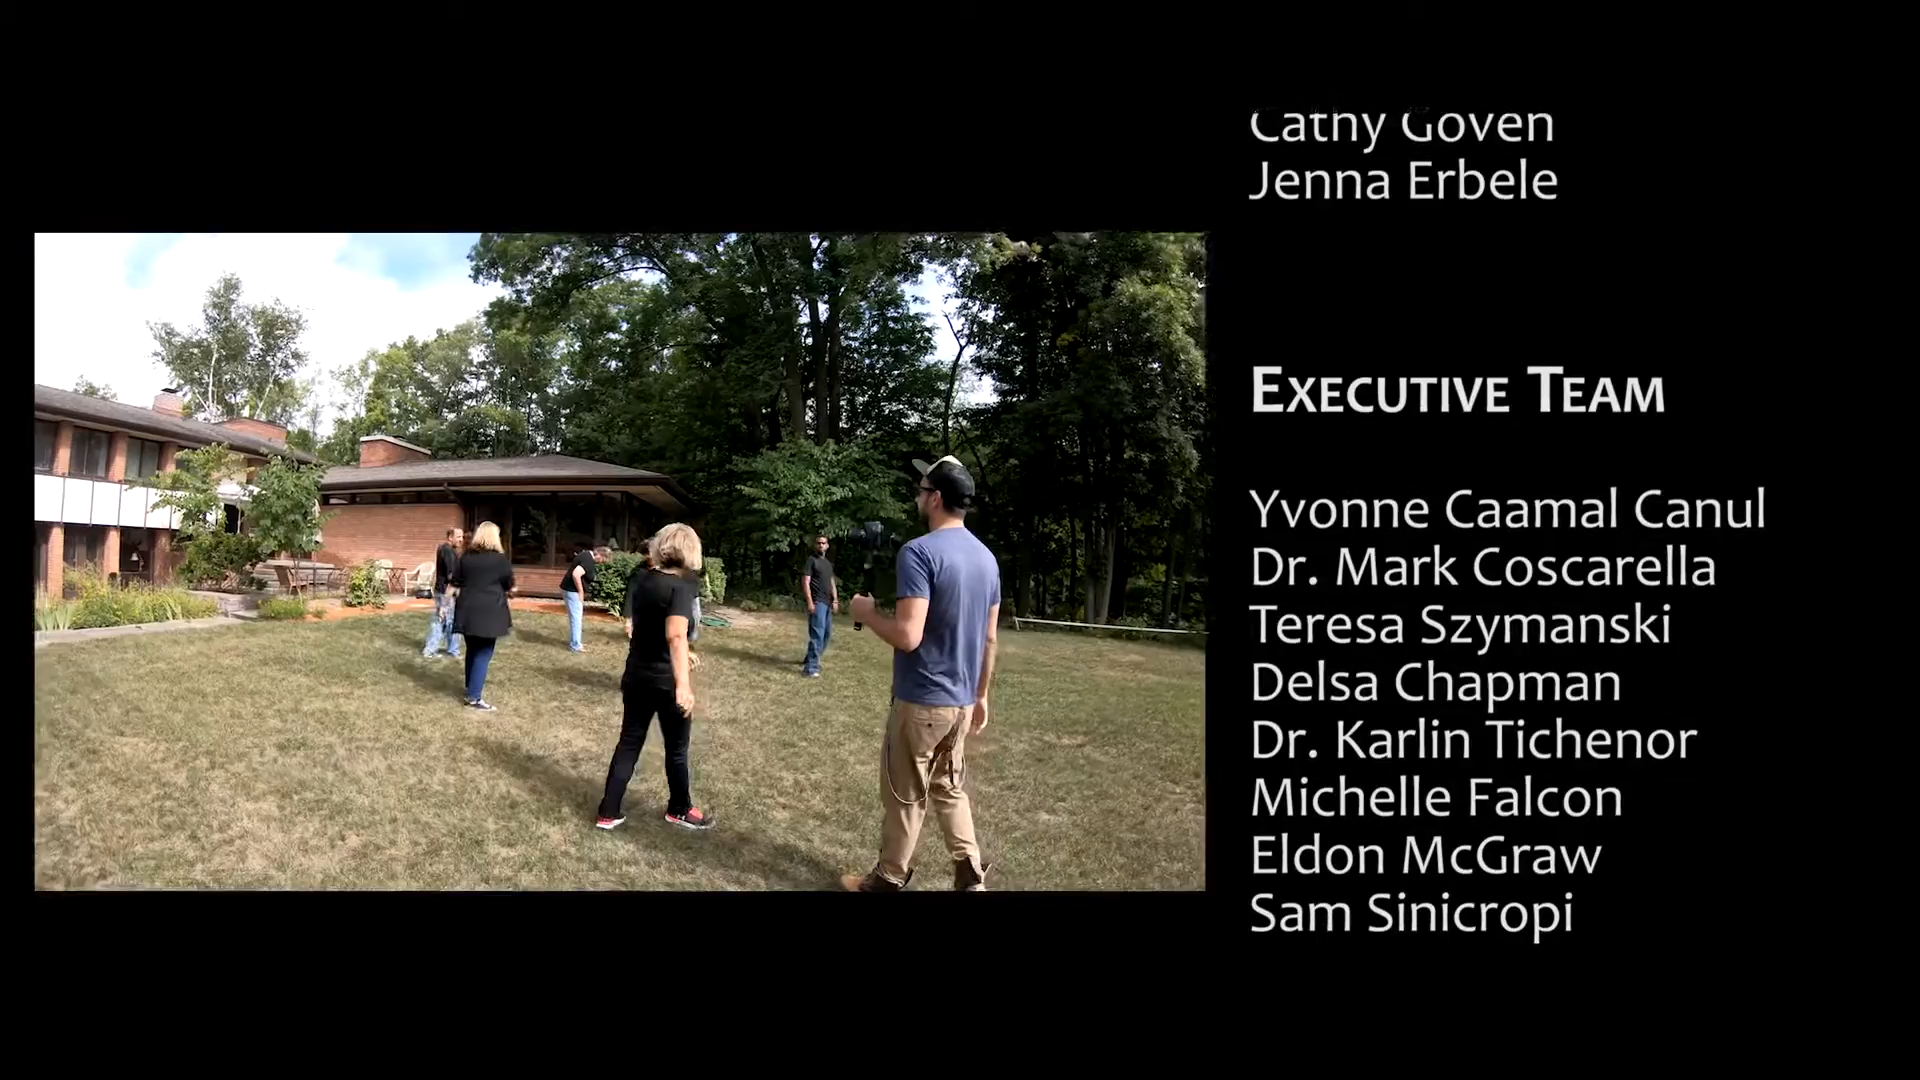 Cathy Goven
Jenna Erbele
EXECUTIVE TEAM
Yvonne Caamal Canul
Dr. Mark Coscarella
Teresa Szymanski
Delsa Chapman
Dr. Karlin Tichenor
Michelle Falcon
Eldon McGraw
Sam Sinicropi